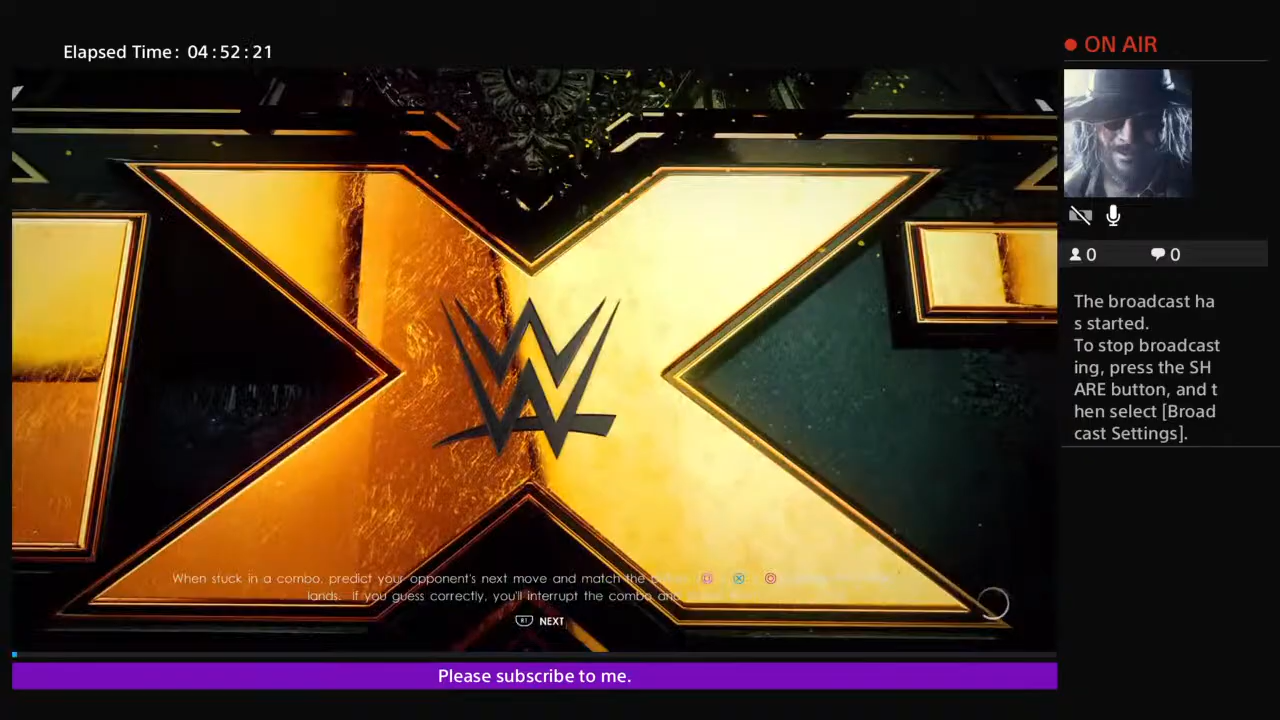 Elapsed Time: 04:52:21
ON AIR
0
0
The broadcast ha
s started.
To stop broadcast
ing, press the SH
ARE button, and t
hen select [Broad
cast Settings].
When stuck in a combo, predict your opponent's next move and match the
lands. If you guess correctly, you'll interrupt the combo and
R1 NEXT
Please subscribe to me.